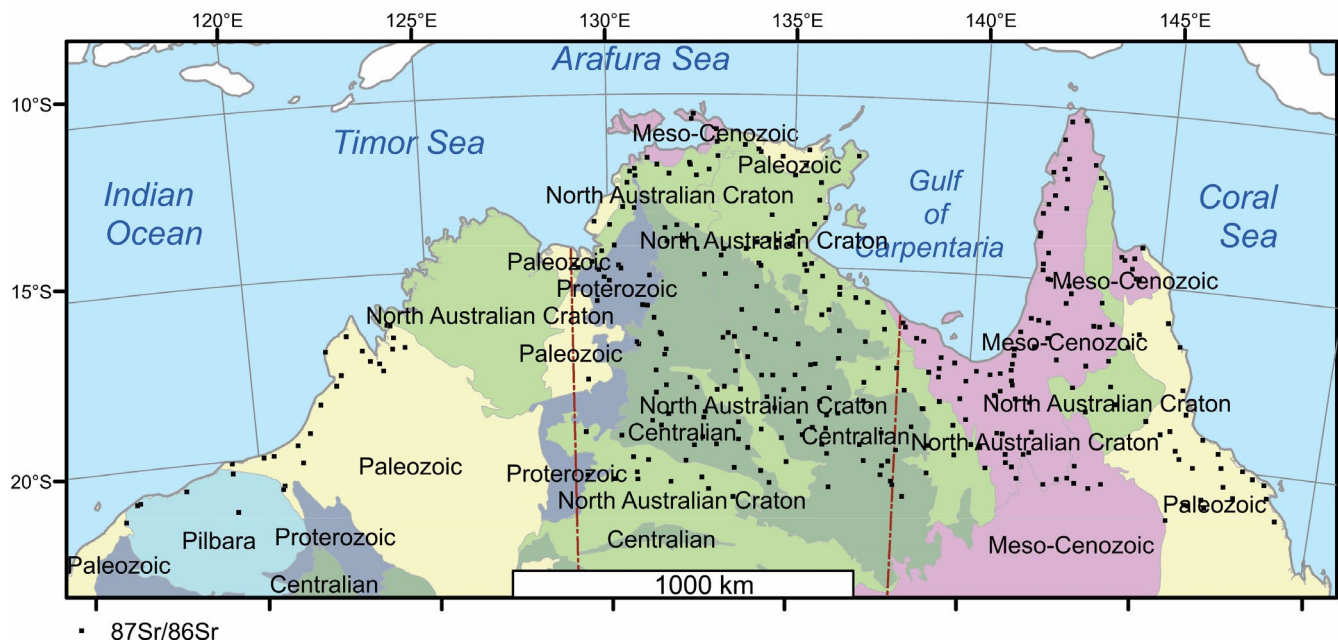 120°E
125°E
130°E
135°E
140°E
145°E
Arafura Sea
10°S
Meso-Cenozoic
Timor Sea
Paleozoic
Indian
Ocean
North Australian Craton
Gulf
of
Carpentaria
Coral
Sea
North Australian Craton
Paleozoic
Meso-Cenozoic
15°S
Proterozoic
North Australian Craton
Meso-Cenozoic
Paleozoic
North Australian Craton
North Australian Craton
Centralian
Centralian
North Australian Craton
Paleozoic
Proterozoic
20°S
North Australian Craton
Paleozoic
Pilbara
Proterozoic
Centralian
Meso-Cenozoic
Paleozoic
Centralian
1000 km
87Sr/86Sr